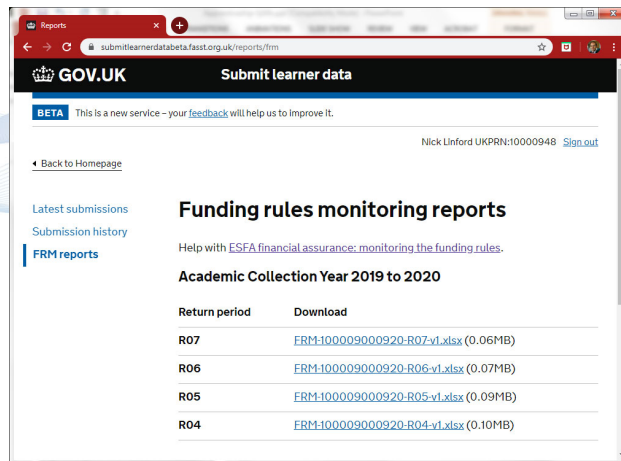 Reports
submitlearnerdatabeta.fasst.org.uk/reports/frm
GOV.UK Submit learner data
BETA This is a new service – your feedback will help us to improve it.
Nick Linford UKPRN:10000948 Sign out
Back to Homepage
Latest submissions
Submission history
FRM reports
Funding rules monitoring reports
Help with ESFA financial assurance: monitoring the funding rules.
Academic Collection Year 2019 to 2020
Return period Download
R07 FRM-100009000920-R07-v1.xlsx (0.06MB)
R06 FRM-100009000920-R06-v1.xlsx (0.07MB)
R05 FRM-100009000920-R05-v1.xlsx (0.09MB)
R04 FRM-100009000920-R04-v1.xlsx (0.10MB)